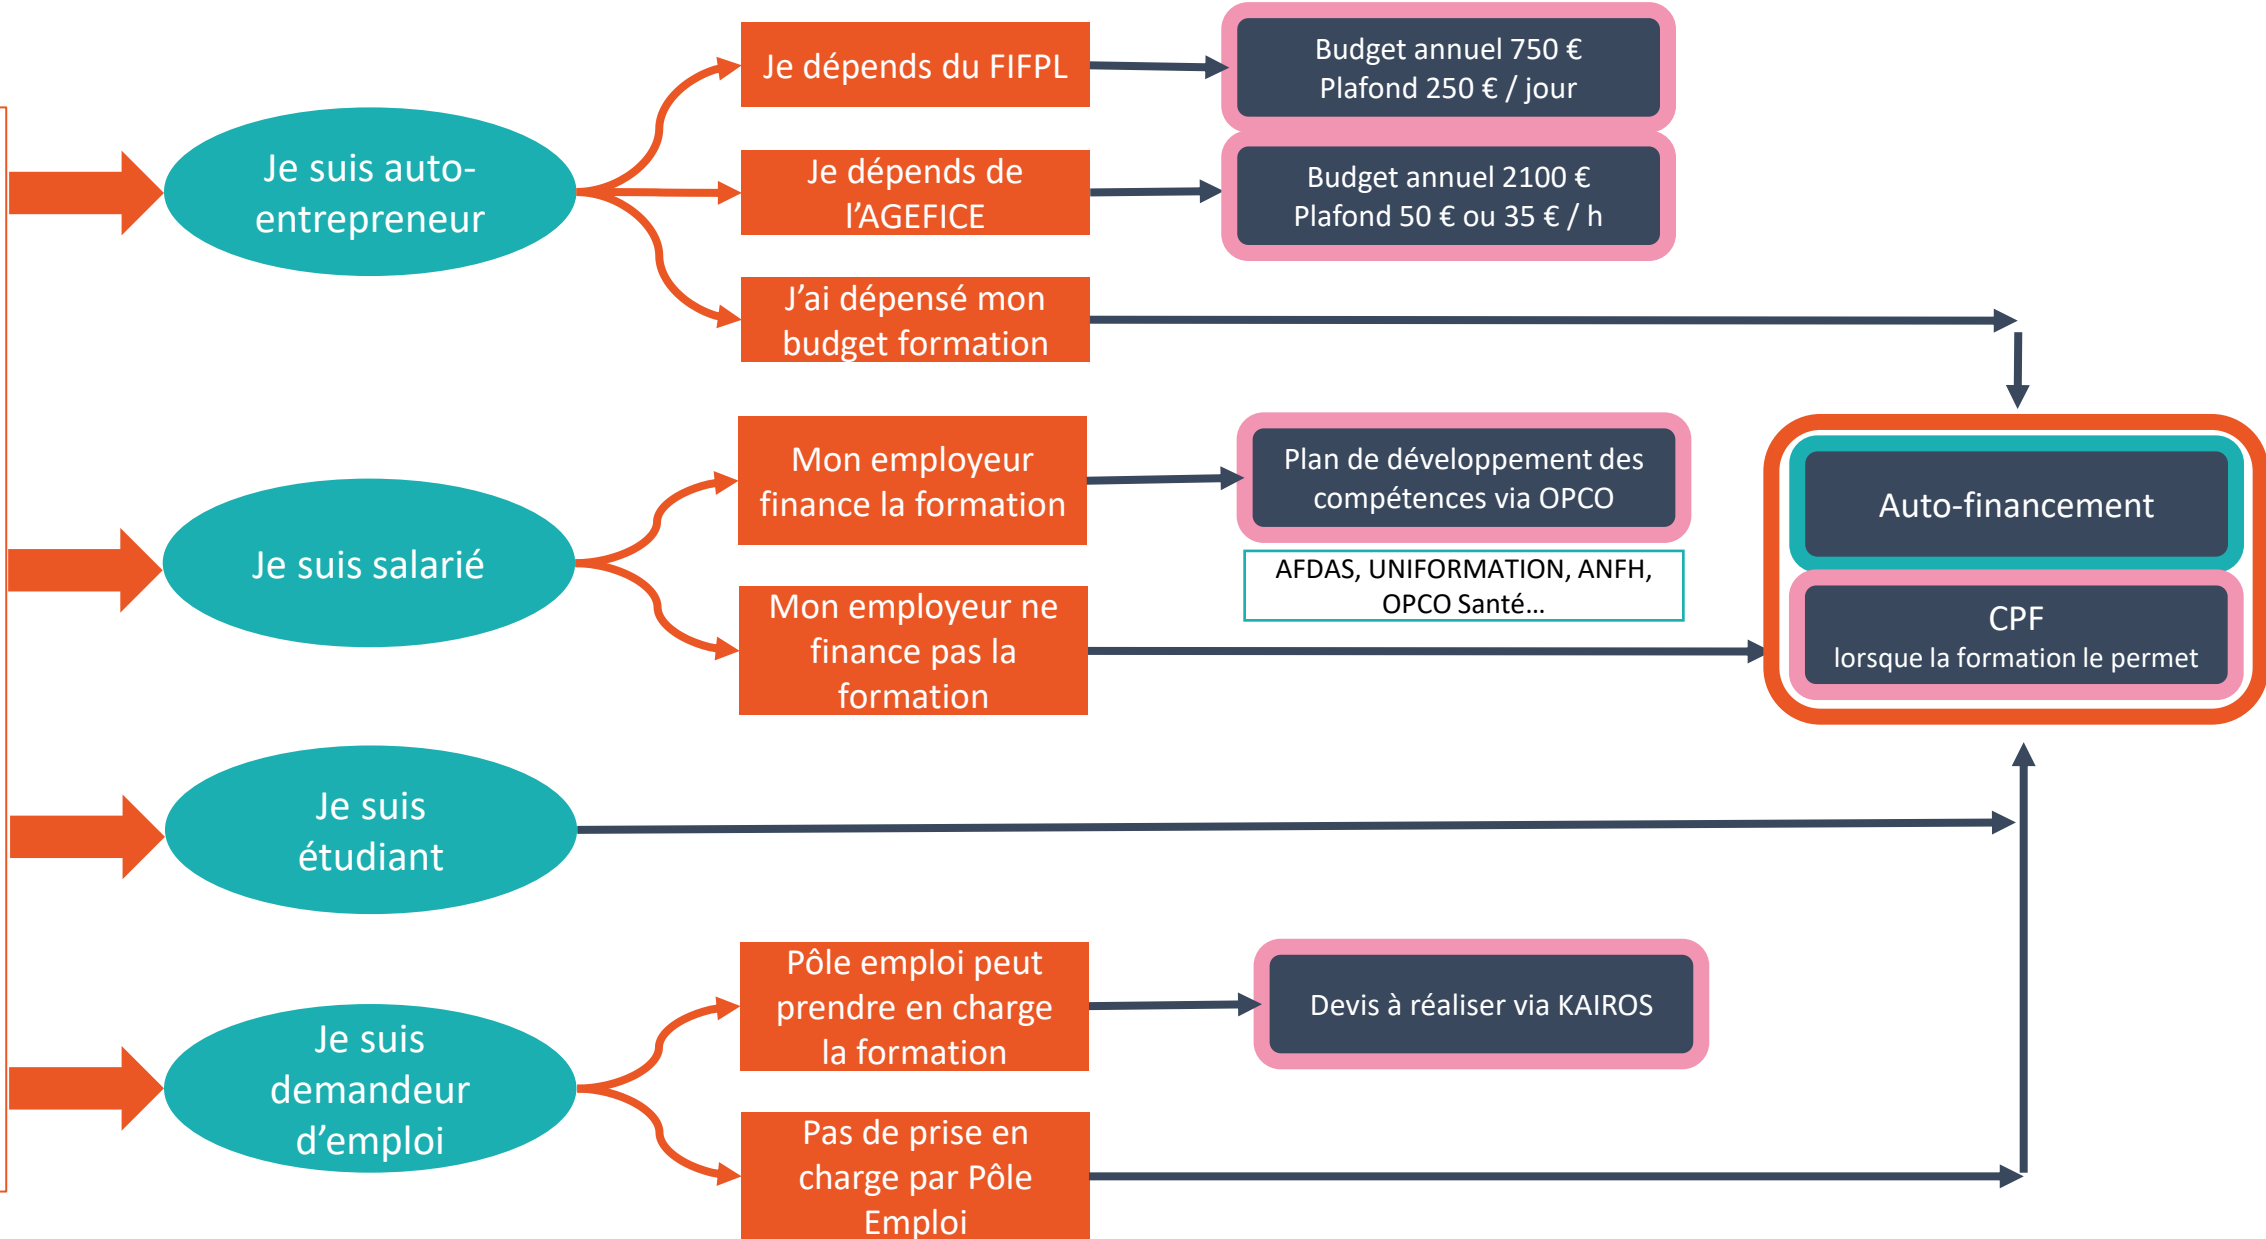 Je dépends du FIFPL
Budget annuel 750 €
Plafond 250 € / jour
Je suis auto-
entrepreneur
Je dépends de
l’AGEFICE
Budget annuel 2100 €
Plafond 50 € ou 35 € / h
J’ai dépensé mon
budget formation
Mon employeur
finance la formation
Plan de développement des
compétences via OPCO
AFDAS, UNIFORMATION, ANFH,
OPCO Santé…
Je suis salarié
Mon employeur ne
finance pas la
formation
Auto-financement
CPF
lorsque la formation le permet
Je suis
étudiant
Je suis
demandeur
d’emploi
Pôle emploi peut
prendre en charge
la formation
Devis à réaliser via KAIROS
Pas de prise en
charge par Pôle
Emploi